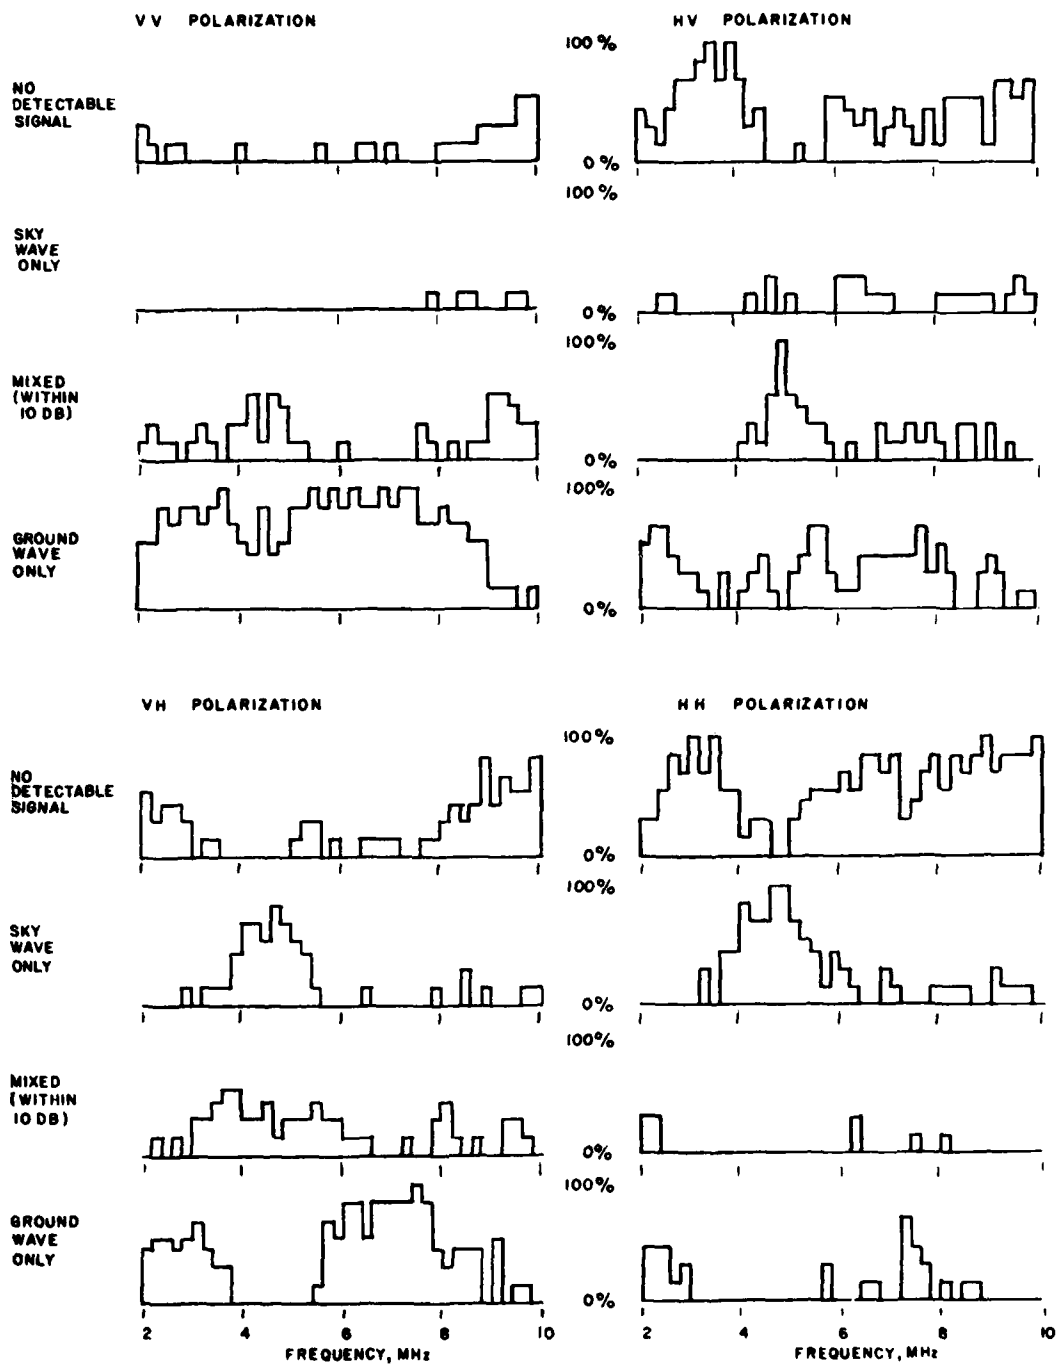 VV POLARIZATION
HV POLARIZATION
NO
DETECTABLE
SIGNAL
100%
0%
SKY
WAVE
ONLY
100%
0%
MIXED
(WITHIN
10 DB)
100%
0%
GROUND
WAVE
ONLY
100%
0%
VH POLARIZATION
HH POLARIZATION
NO
DETECTABLE
SIGNAL
100%
0%
SKY
WAVE
ONLY
100%
0%
MIXED
(WITHIN
10 DB)
100%
0%
GROUND
WAVE
ONLY
100%
0%
2 4 6 8 10
2 4 6 8 10
FREQUENCY, MHz
FREQUENCY, MHz